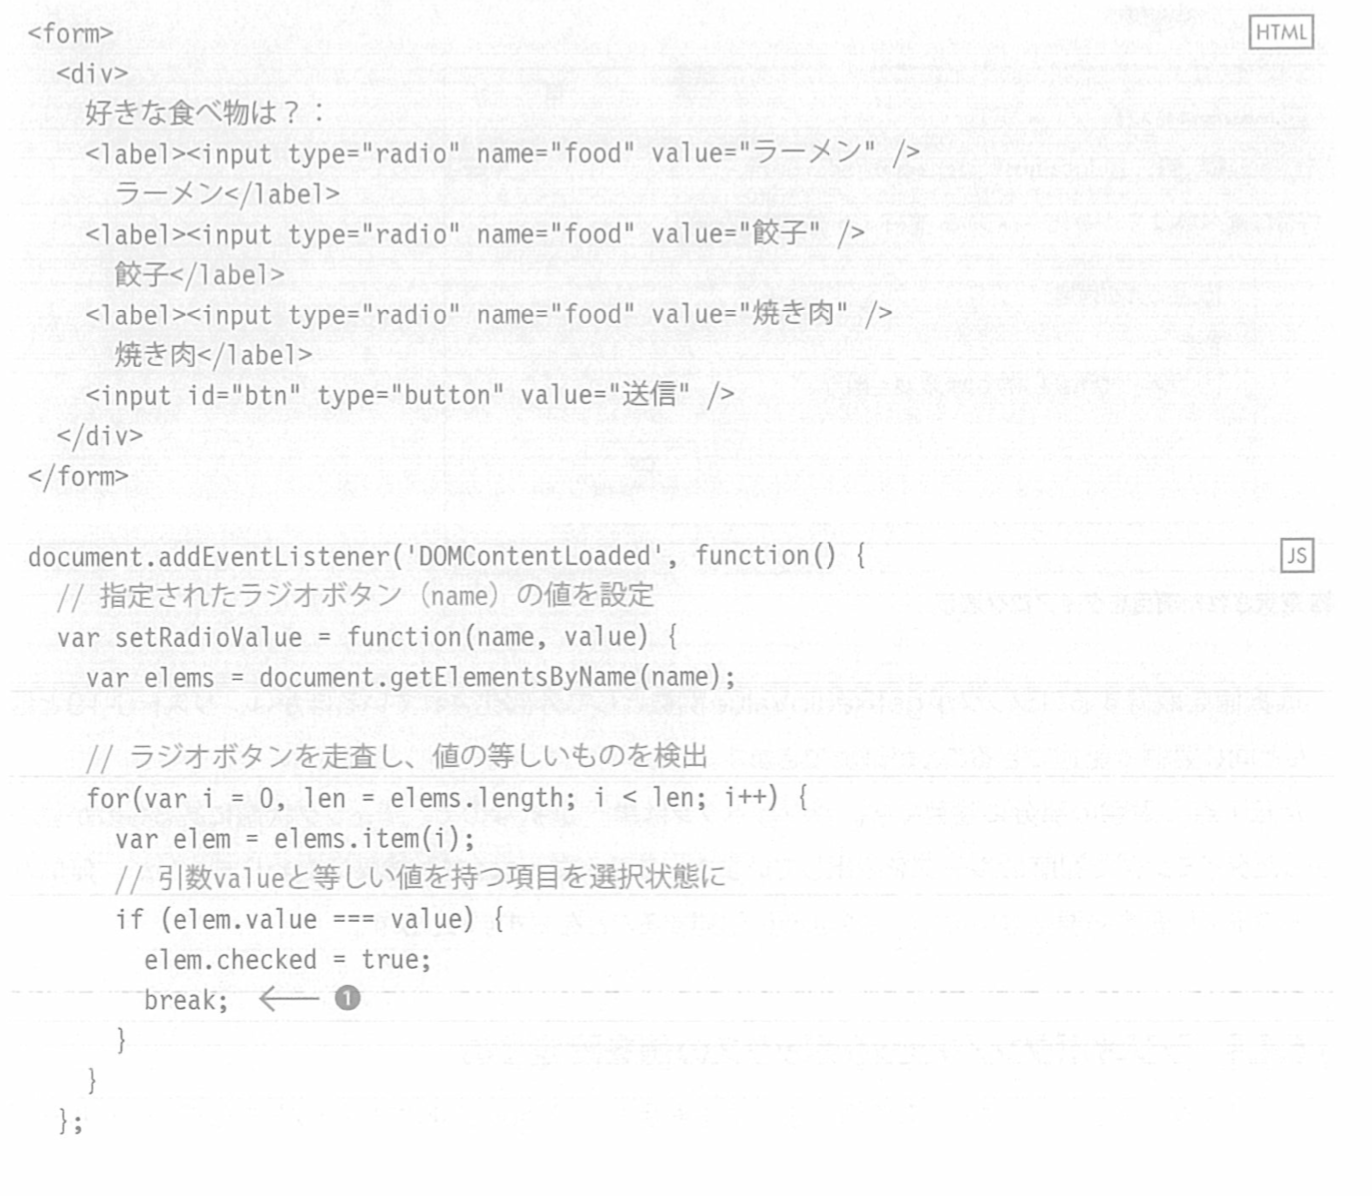 <form>
HTML
<div>
好きな食べ物は？：
<label><input type="radio" name="food" value="ラーメン" />
ラーメン</label>
<label><input type="radio" name="food" value="餃子" />
餃子</label>
<label><input type="radio" name="food" value="焼き肉" />
焼き肉</label>
<input id="btn" type="button" value="送信" />
</div>
</form>
document.addEventListener('DOMContentLoaded', function() {
JS
// 指定されたラジオボタン（name）の値を設定
var setRadioValue = function(name, value) {
var elems = document.getElementsByName(name);
// ラジオボタンを走査し、値の等しいものを検出
for(var i = 0, len = elems.length; i < len; i++) {
var elem = elems.item(i);
// 引数valueと等しい値を持つ項目を選択状態に
if (elem.value === value) {
elem.checked = true;
break; ← ❶
}
}
};